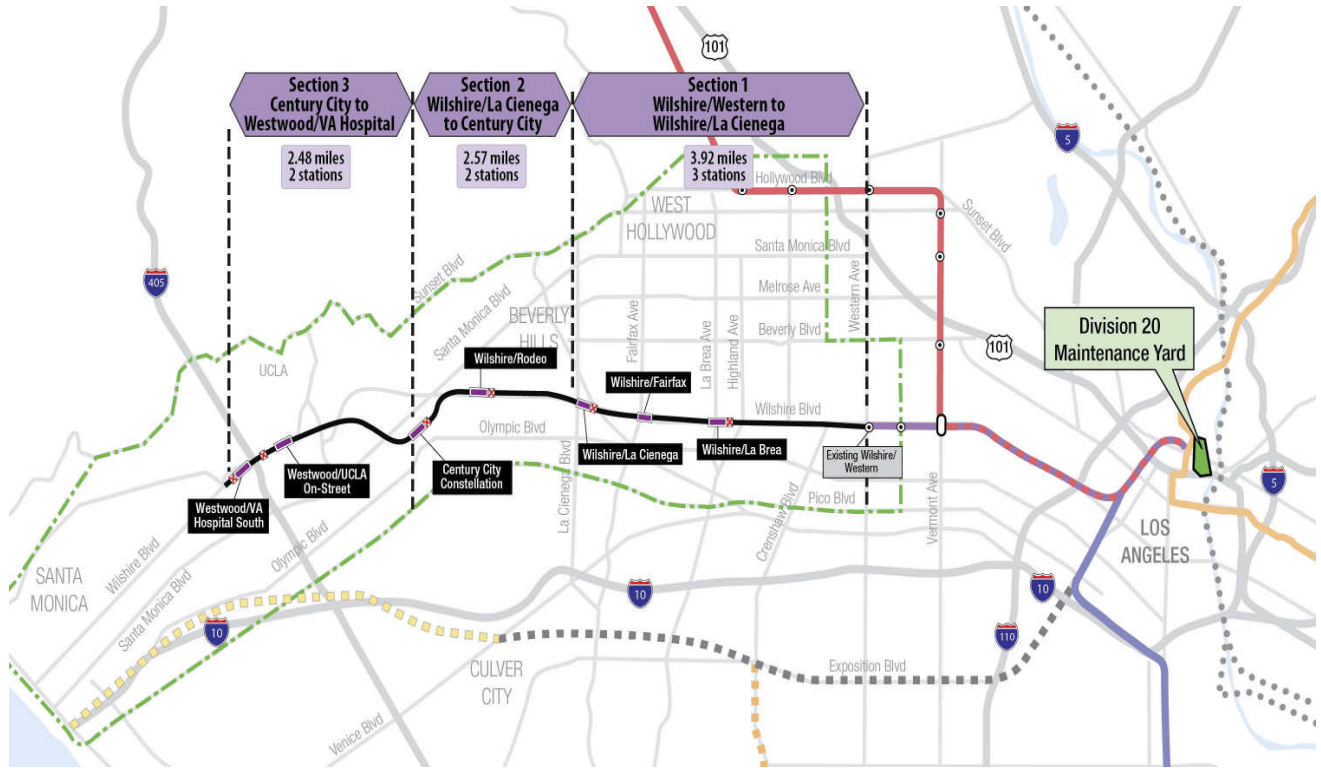 101
Section 3
Century City to
Westwood/VA Hospital
Section 2
Wilshire/La Cienega
to Century City
Section 1
Wilshire/Western to
Wilshire/La Cienega
2.48 miles
2 stations
2.57 miles
2 stations
3.92 miles
3 stations
5
Hollywood Blvd
WEST
HOLLYWOOD
Sunset Blvd
Santa Monica Blvd
405
Sunset Blvd
Melrose Ave
Western Ave
Santa Monica Blvd
BEVERLY
HILLS
Fairfax Ave
La Brea Ave
Highland Ave
Beverly Blvd
101
Division 20
Maintenance Yard
UCLA
Wilshire/Rodeo
Wilshire/Fairfax
Wilshire Blvd
Olympic Blvd
Wilshire/La Cienega
Wilshire/La Brea
Existing Wilshire/
Western
Westwood/UCLA
On-Street
Century City
Constellation
La Cienega Blvd
5
Westwood/VA
Hospital South
Crenshaw Blvd
Pico Blvd
Vermont Ave
LOS
ANGELES
Wilshire Blvd
Olympic Blvd
SANTA
MONICA
Santa Monica Blvd
10
10
10
110
CULVER
CITY
Exposition Blvd
Venice Blvd